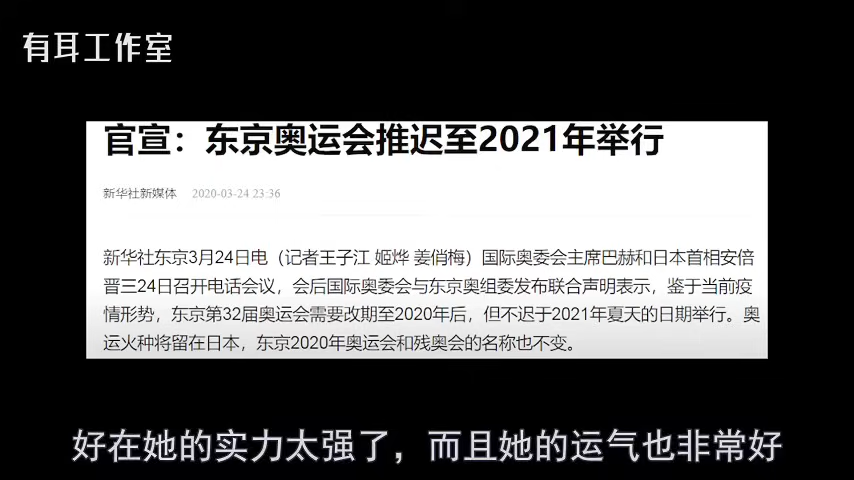 有耳工作室
官宣：东京奥运会推迟至2021年举行
新华社新媒体 2020-03-24 23:36
新华社东京3月24日电（记者王子江 姬烨 姜俏梅）国际奥委会主席巴赫和日本首相安倍
晋三24日召开电话会议，会后国际奥委会与东京奥组委发布联合声明表示，鉴于当前疫
情形势，东京第32届奥运会需要改期至2020年后，但不迟于2021年夏天的日期举行。奥
运火种将留在日本，东京2020年奥运会和残奥会的名称也不变。
好在她的实力太强了，而且她的运气也非常好